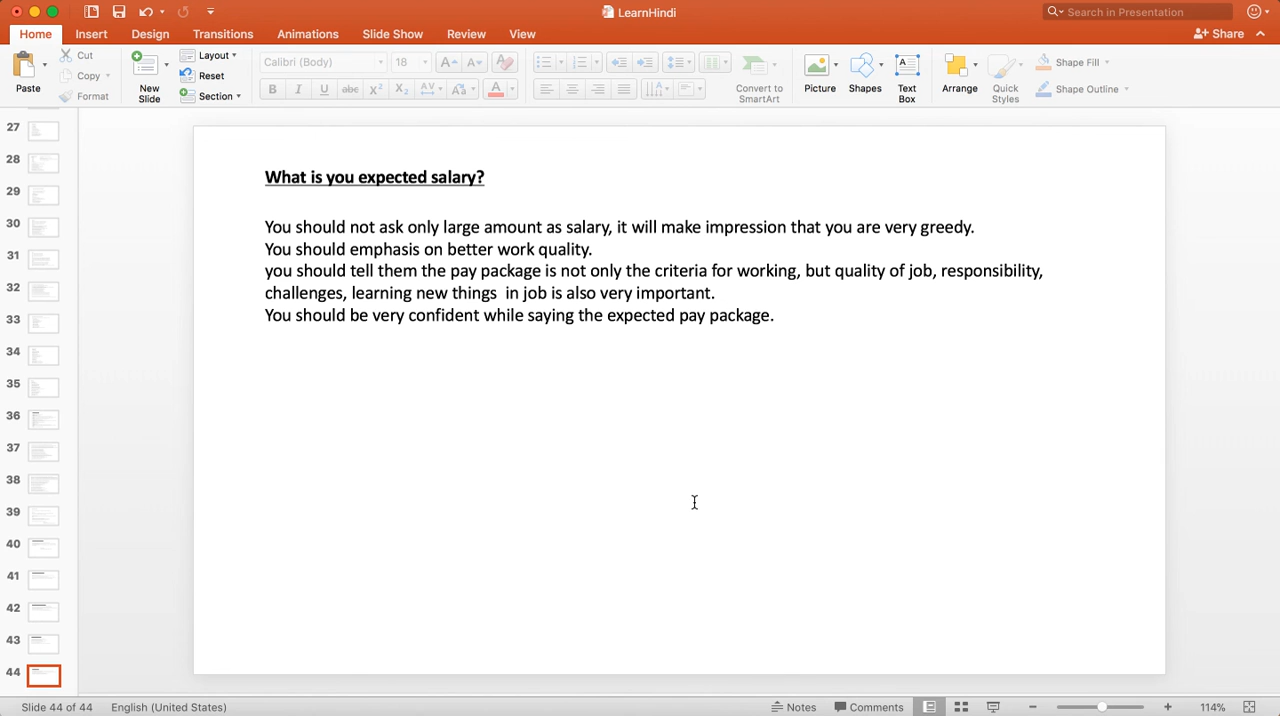 LearnHindi
Search in Presentation
Home Insert Design Transitions Animations Slide Show Review View
Share
Paste
Cut
Copy
Format
New
Slide
Layout
Reset
Section
Calibri (Body) 18
Convert to
SmartArt
Picture
Shapes
Text
Box
Arrange
Quick
Styles
Shape Fill
Shape Outline
27
28
29
30
31
32
33
34
35
36
37
38
39
40
41
42
43
44
What is you expected salary?
You should not ask only large amount as salary, it will make impression that you are very greedy.
You should emphasis on better work quality.
you should tell them the pay package is not only the criteria for working, but quality of job, responsibility,
challenges, learning new things in job is also very important.
You should be very confident while saying the expected pay package.
Slide 44 of 44 English (United States) Notes Comments 114%